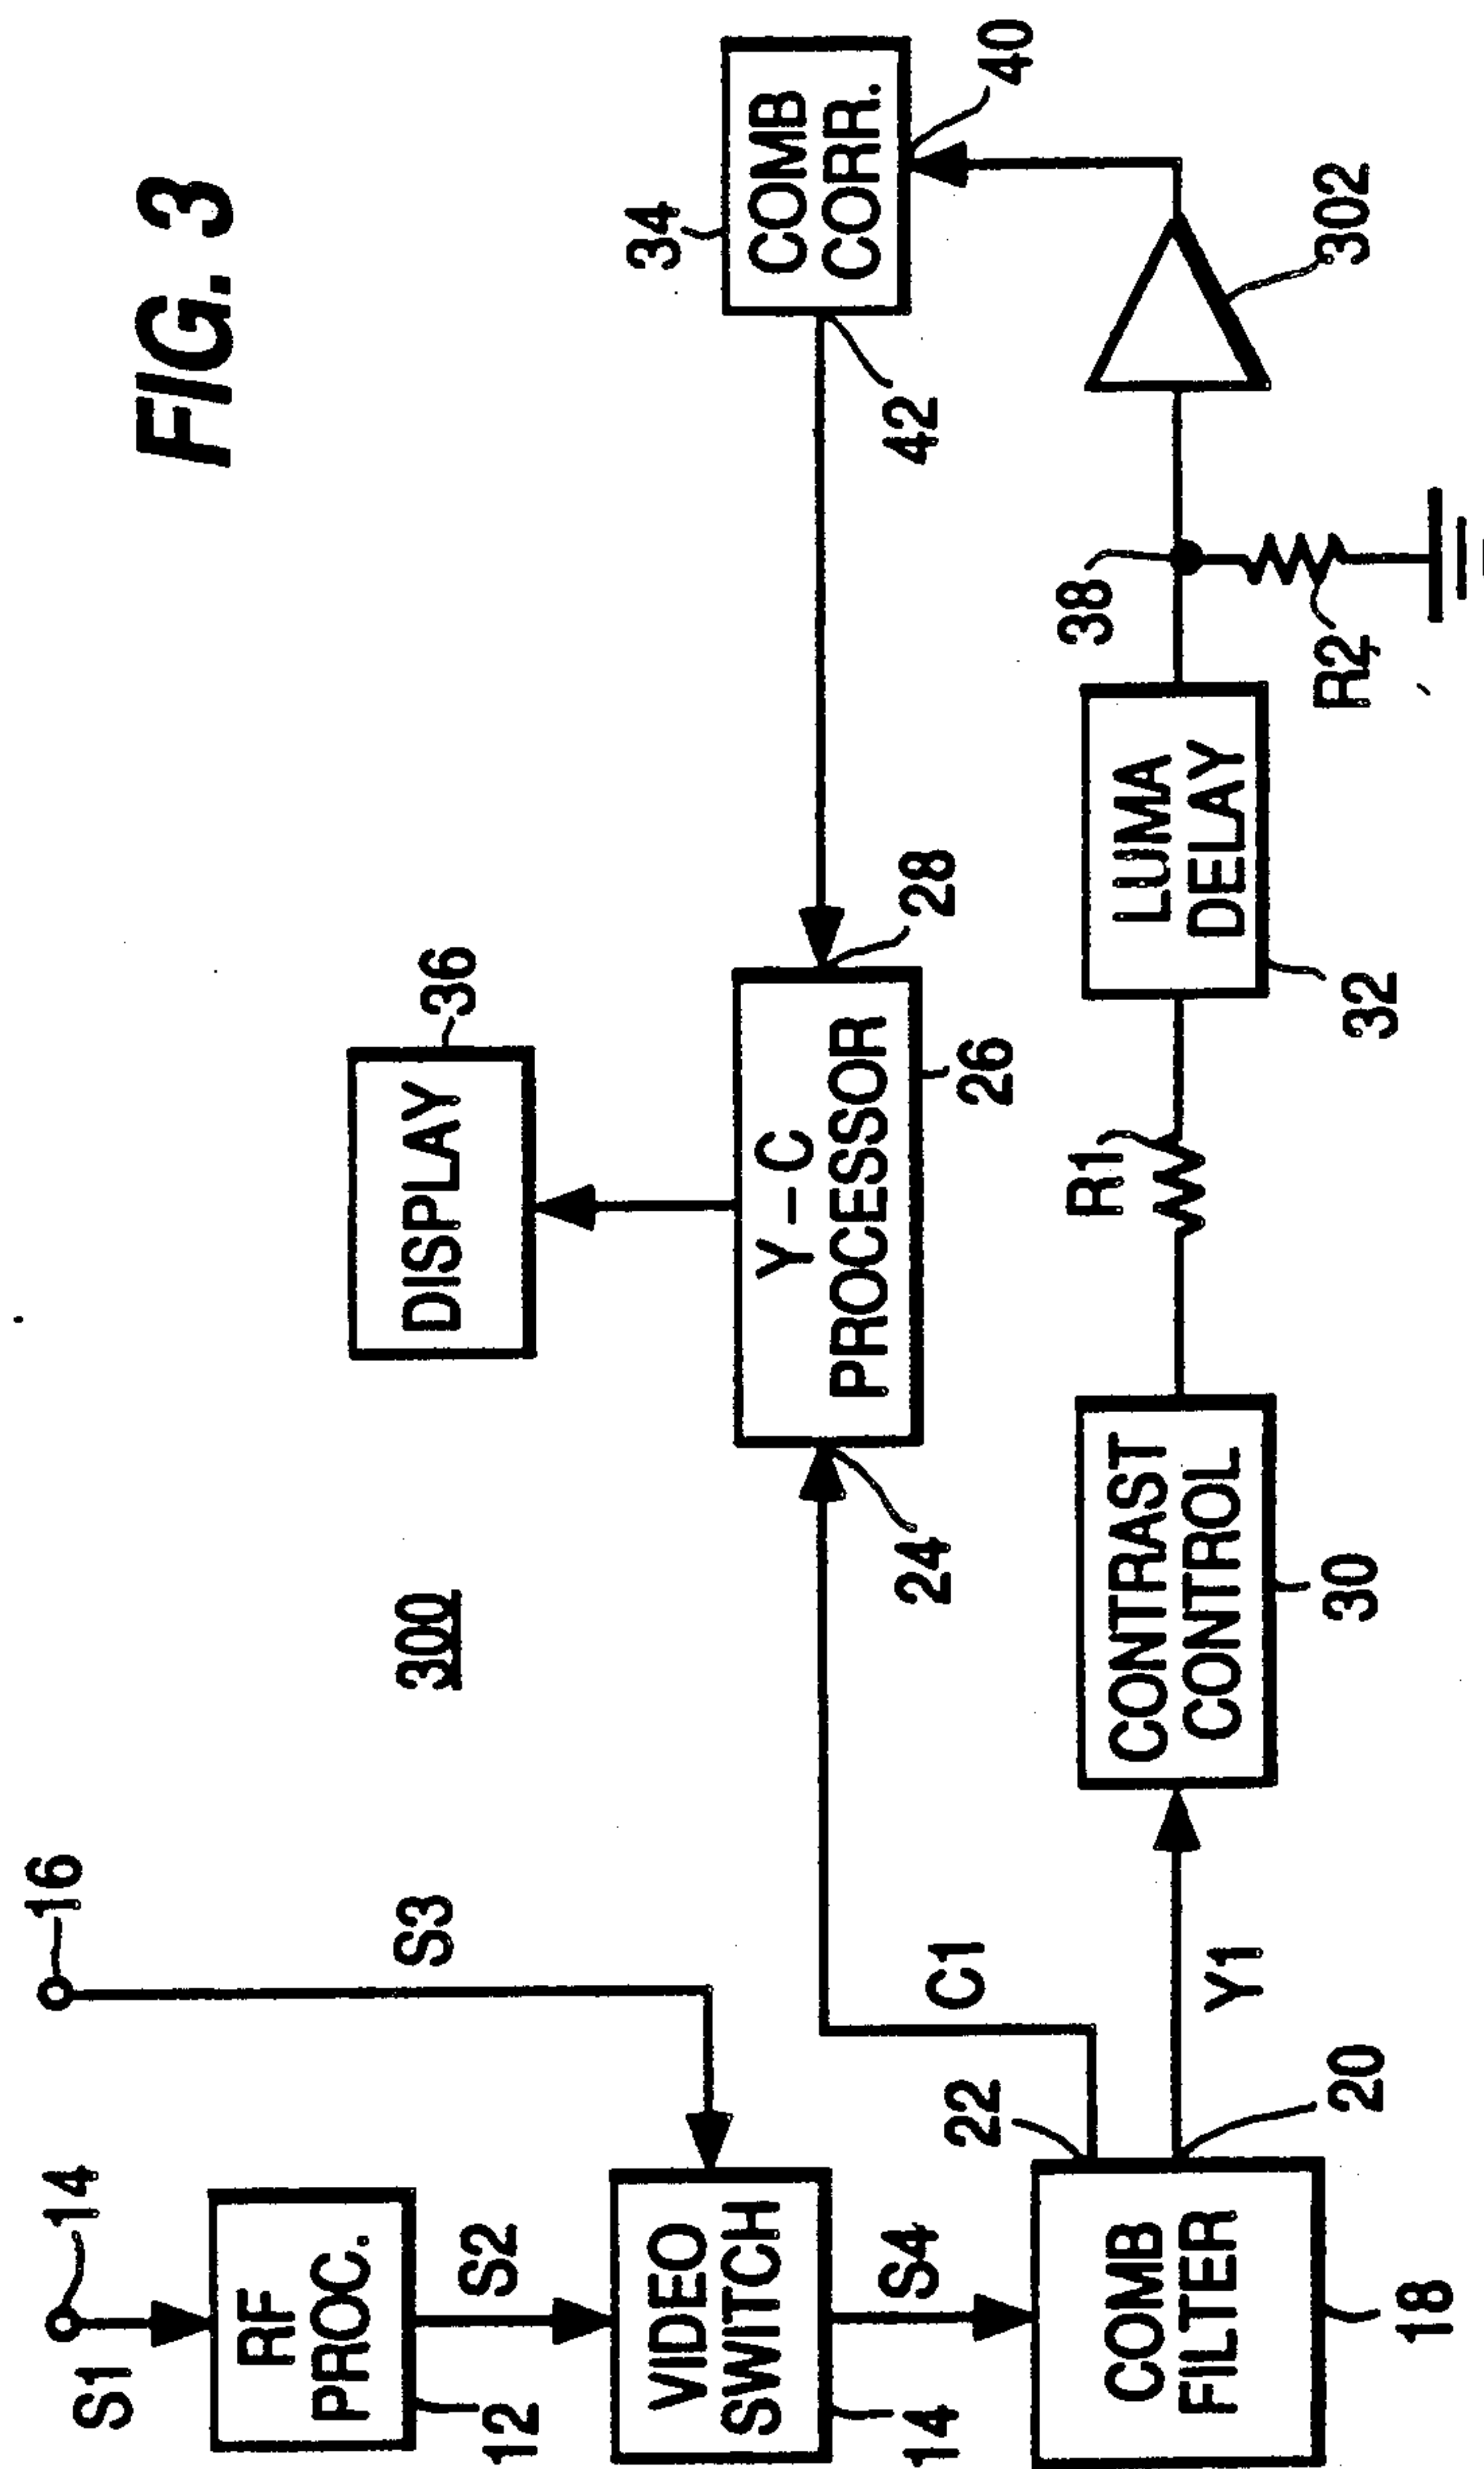 FIG. 3
14
S1
RF
PROC.
12
S2
16
S3
VIDEO
SWITCH
14
S4
COMB
FILTER
18
22
20
C1
Y1
300
DISPLAY
36
24
Y – C
PROCESSOR
26
28
42
34
COMB
CORR.
40
CONTRAST
CONTROL
30
R1
LUMA
DELAY
32
38
R2
302